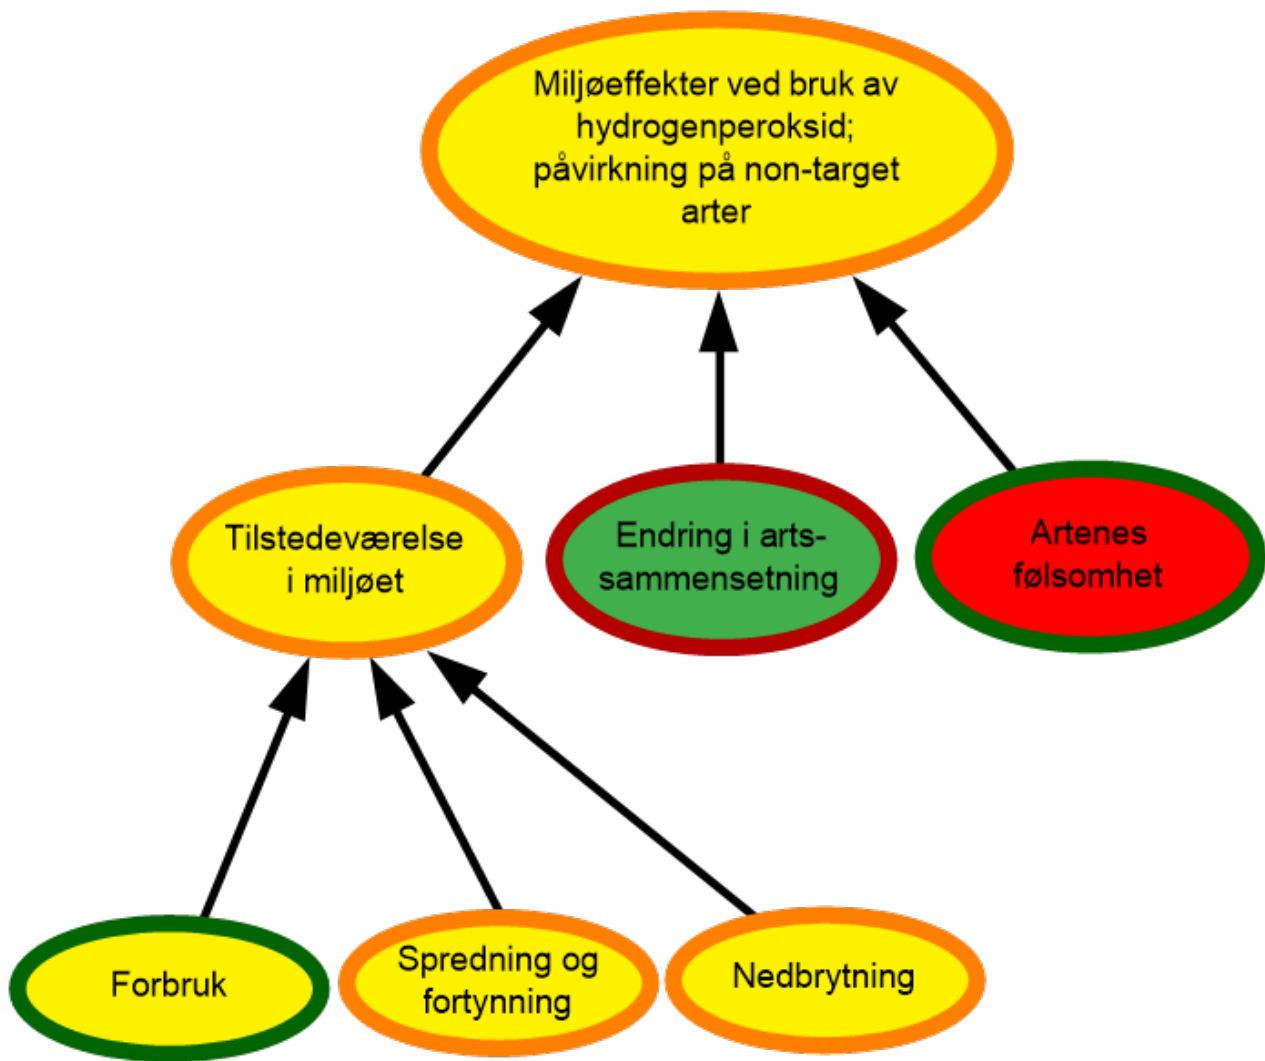 Miljøeffekter ved bruk av
hydrogenperoksid;
påvirkning på non-target
arter
Tilstedeværelse
i miljøet
Endring i arts-
sammensetning
Artenes
følsomhet
Forbruk
Spredning og
fortynning
Nedbrytning